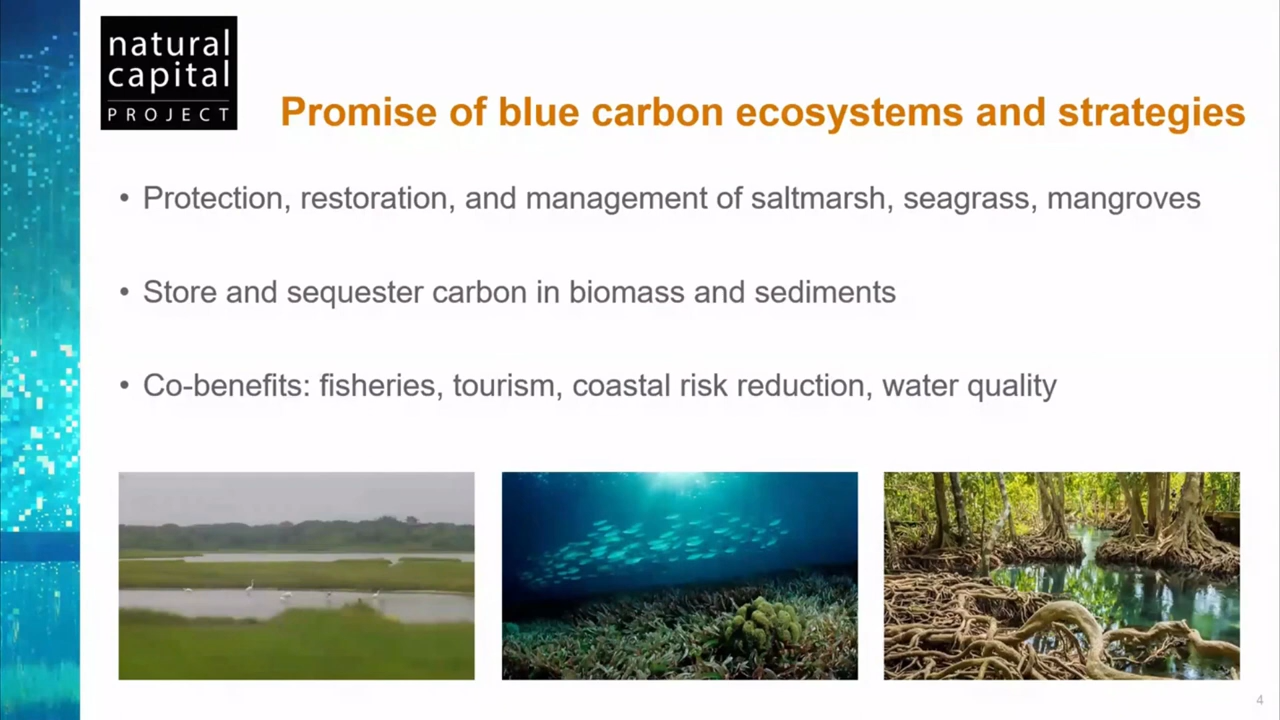 natural
capital
PROJECT
Promise of blue carbon ecosystems and strategies
• Protection, restoration, and management of saltmarsh, seagrass, mangroves
• Store and sequester carbon in biomass and sediments
• Co-benefits: fisheries, tourism, coastal risk reduction, water quality
4